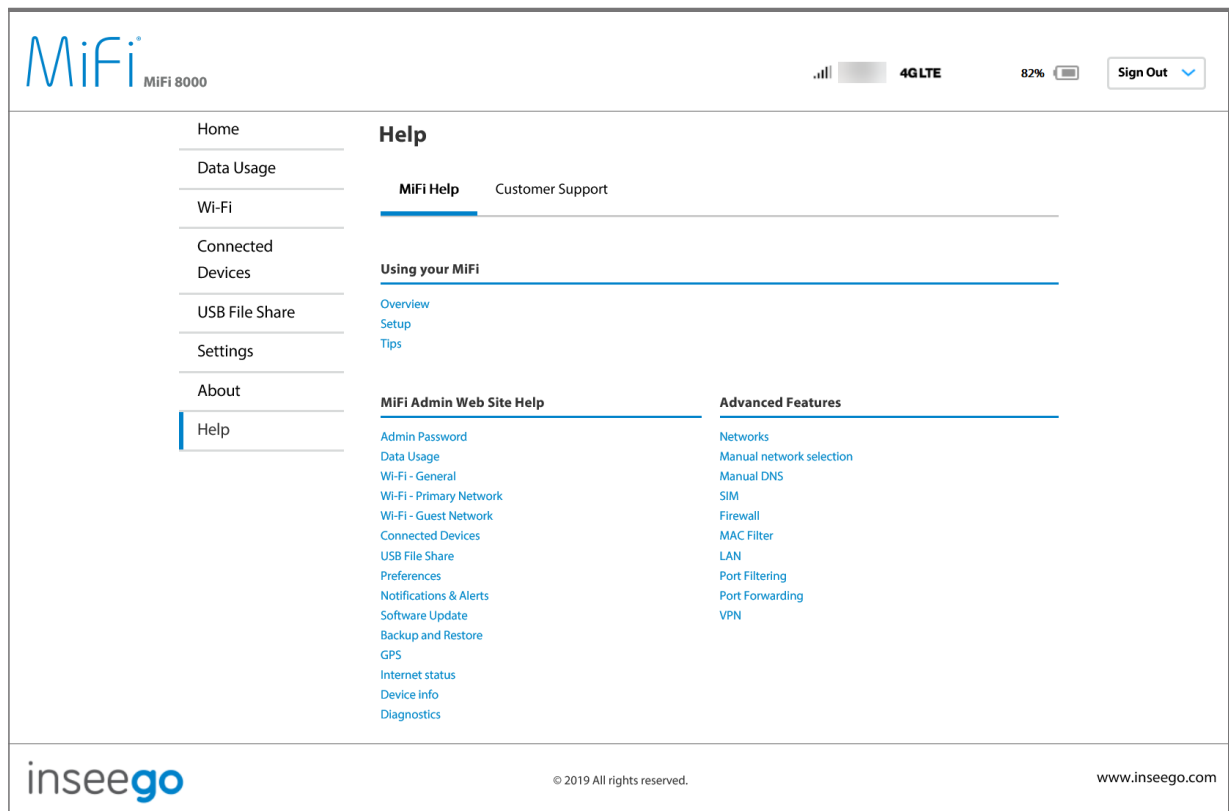 MiFi MiFi 8000
4G LTE
82%
Sign Out
Home
Data Usage
Wi-Fi
Connected
Devices
USB File Share
Settings
About
Help
Help
MiFi Help
Customer Support
Using your MiFi
Overview
Setup
Tips
MiFi Admin Web Site Help
Admin Password
Data Usage
Wi-Fi - General
Wi-Fi - Primary Network
Wi-Fi - Guest Network
Connected Devices
USB File Share
Preferences
Notifications & Alerts
Software Update
Backup and Restore
GPS
Internet status
Device info
Diagnostics
Advanced Features
Networks
Manual network selection
Manual DNS
SIM
Firewall
MAC Filter
LAN
Port Filtering
Port Forwarding
VPN
inseego
© 2019 All rights reserved.
www.inseego.com